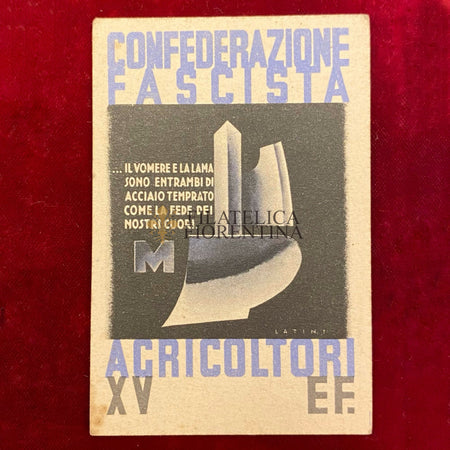 CONFEDERAZIONE
FASCISTA
... IL VOMERE E LA LAMA
SONO ENTRAMBI DI
ACCIAIO TEMPRATO
COME LA FEDE DEI
NOSTRI CUORI
M
FILATELICA
FIORENTINA
LATINI
AGRICOLTORI
XV E.F.